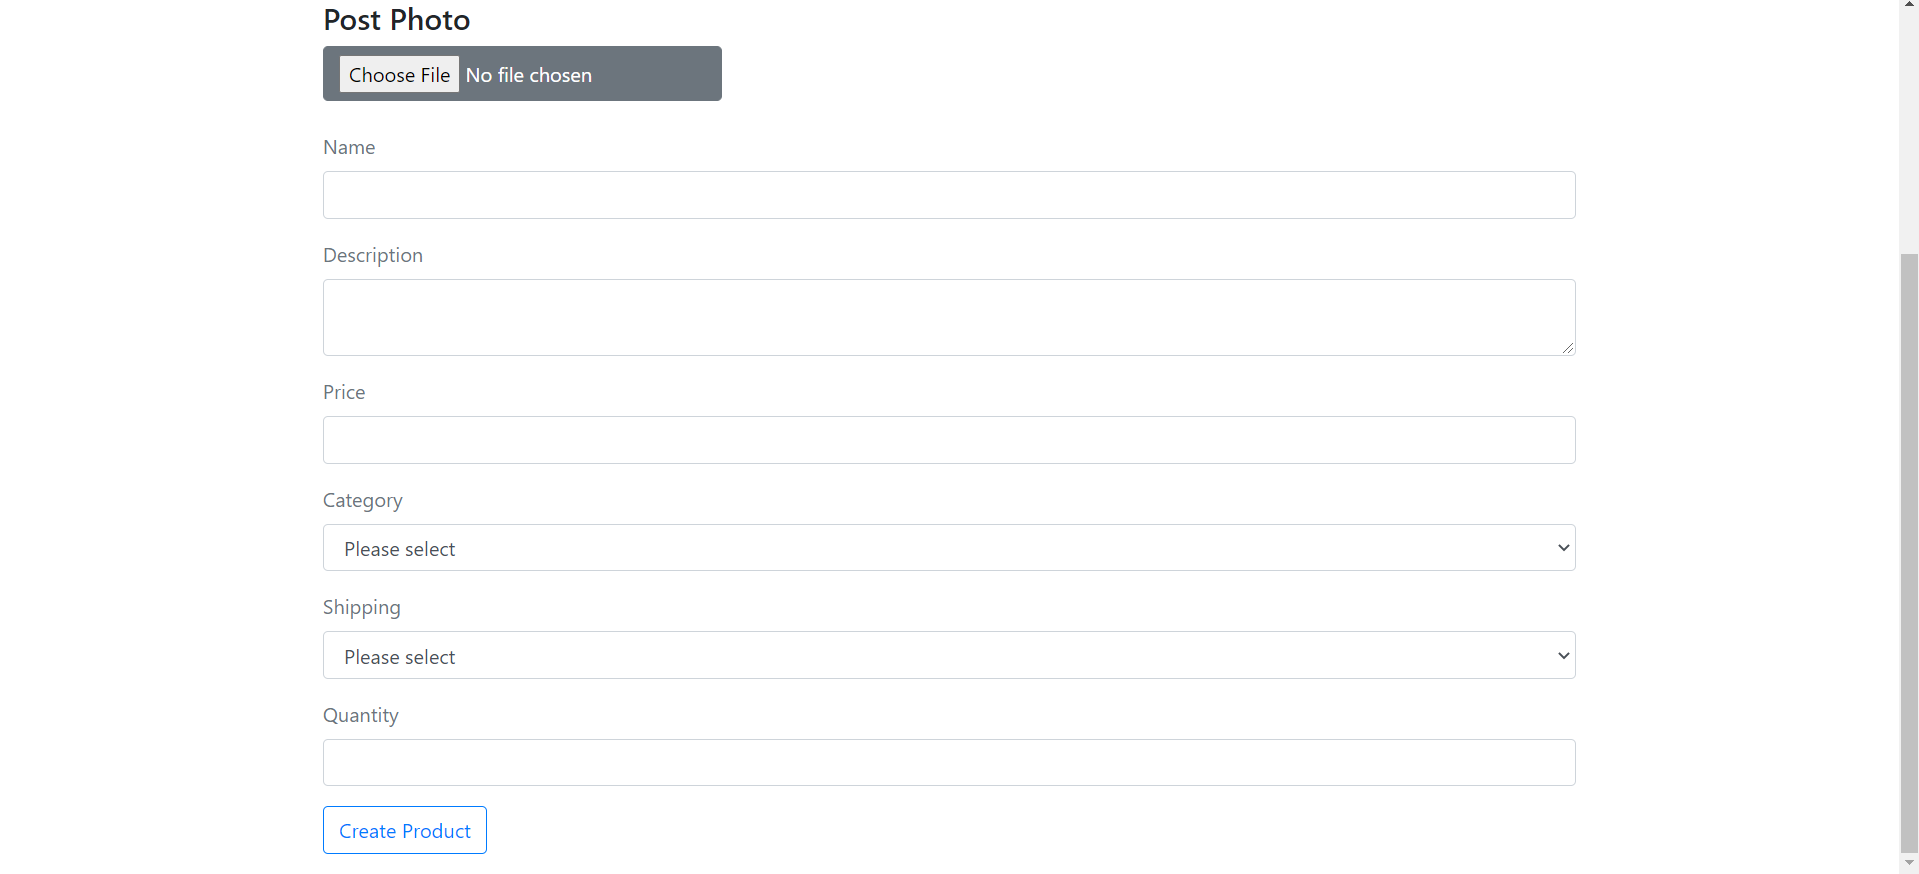 Post Photo
Choose File No file chosen
Name
Description
Price
Category
Please select
Shipping
Please select
Quantity
Create Product